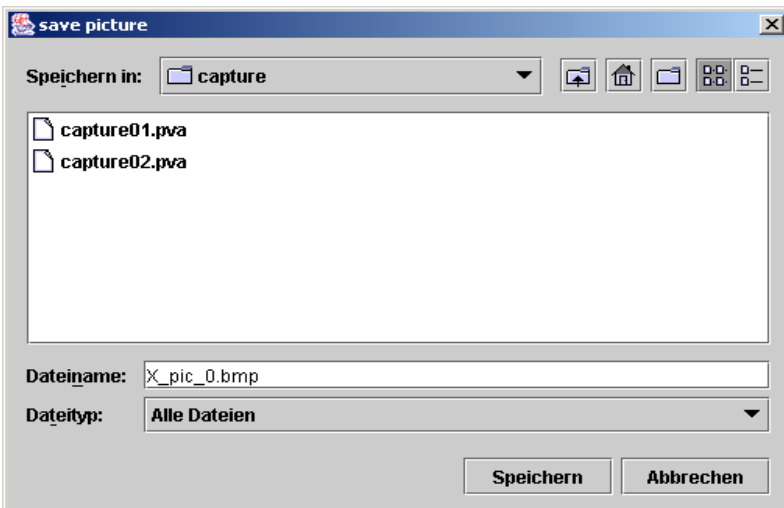 save picture
Speichern in: capture
capture01.pva
capture02.pva
Dateiname: X_pic_0.bmp
Dateityp: Alle Dateien
Speichern Abbrechen